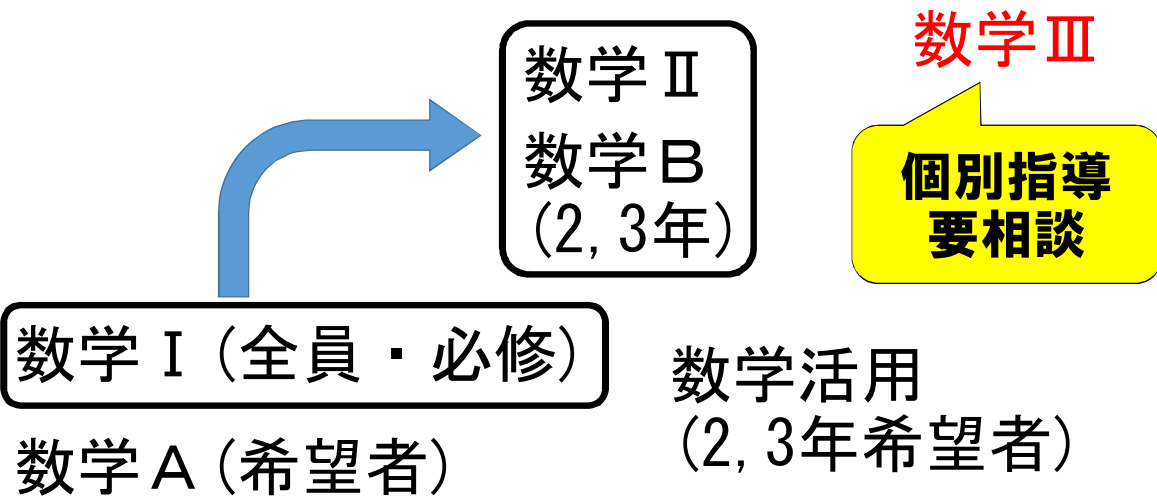 数学Ⅱ
数学B
(2,3年)
数学Ⅲ
個別指導
要相談
数学Ⅰ(全員・必修)
数学A(希望者)
数学活用
(2,3年希望者)